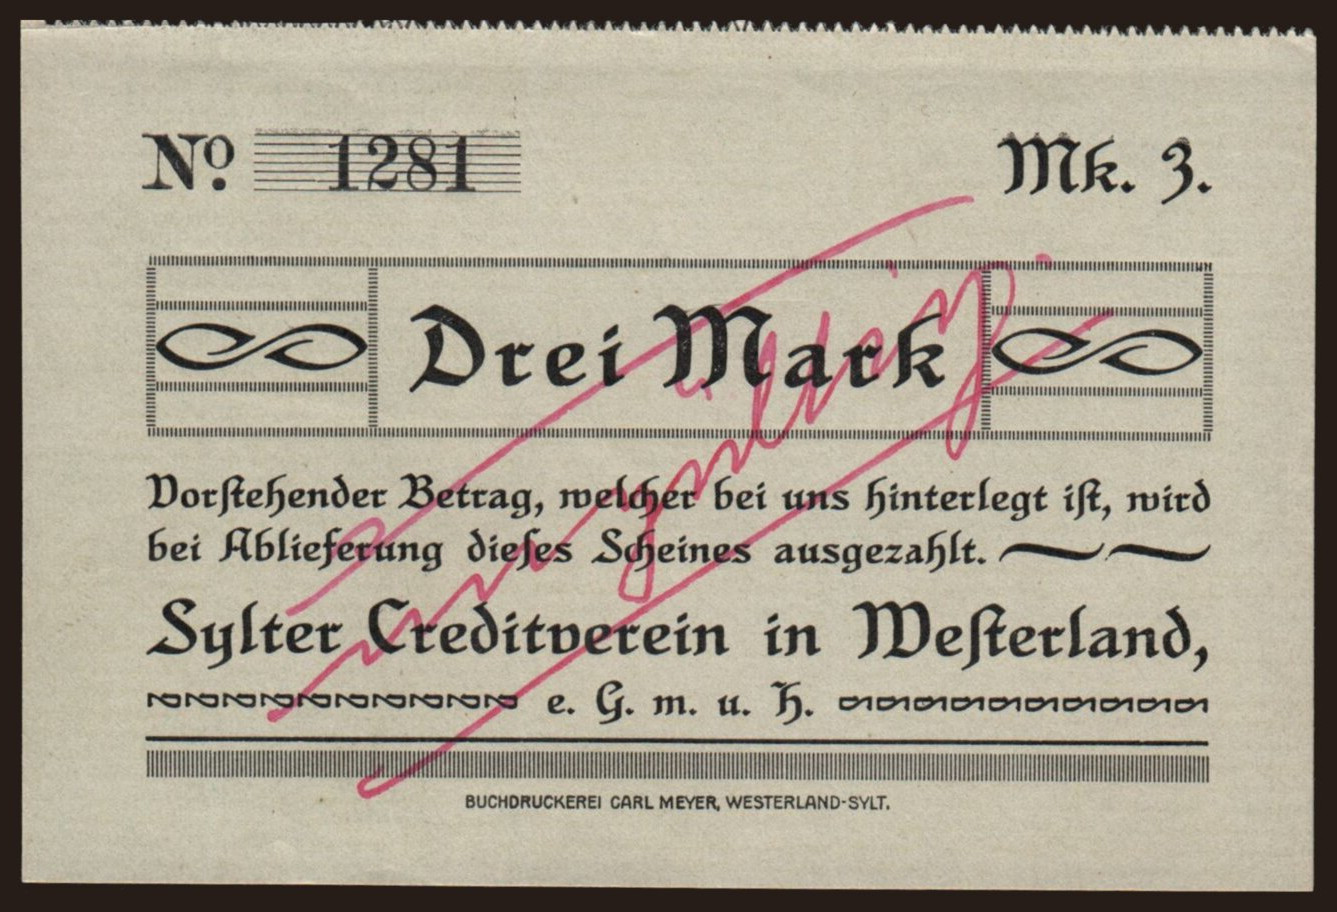 Nº. 1281 Mk. 3.
Drei Mark
Vorstehender Betrag, welcher bei uns hinterlegt ist, wird
bei Ablieferung dieses Scheines ausgezahlt.
Sylter Creditverein in Westerland,
e. G. m. u. H.
BUCHDRUCKEREI CARL MEYER, WESTERLAND-SYLT.
ungültig.